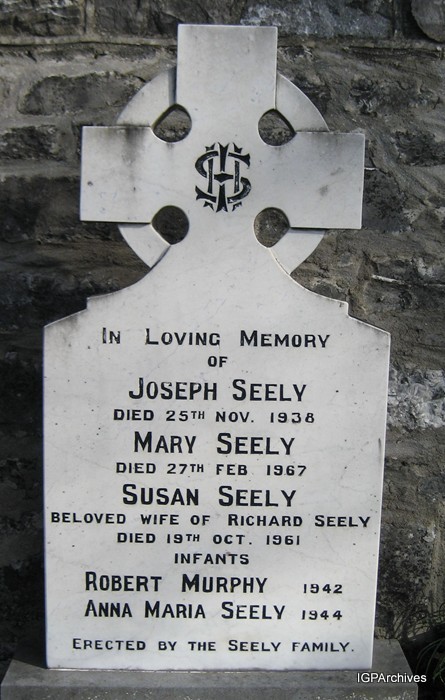 IHS
IN LOVING MEMORY
OF
JOSEPH SEELY
DIED 25TH NOV. 1938
MARY SEELY
DIED 27TH FEB 1967
SUSAN SEELY
BELOVED WIFE OF RICHARD SEELY
DIED 19TH OCT. 1961
INFANTS
ROBERT MURPHY 1942
ANNA MARIA SEELY 1944
ERECTED BY THE SEELY FAMILY.
IGPArchives